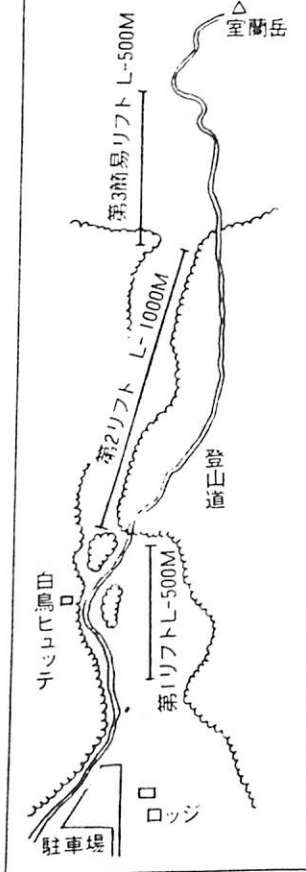 室蘭岳
第3簡易リフト L-500M
第2リフト L-1000M
登山道
白鳥ヒュッテ
第1リフトL-500M
ロッジ
駐車場